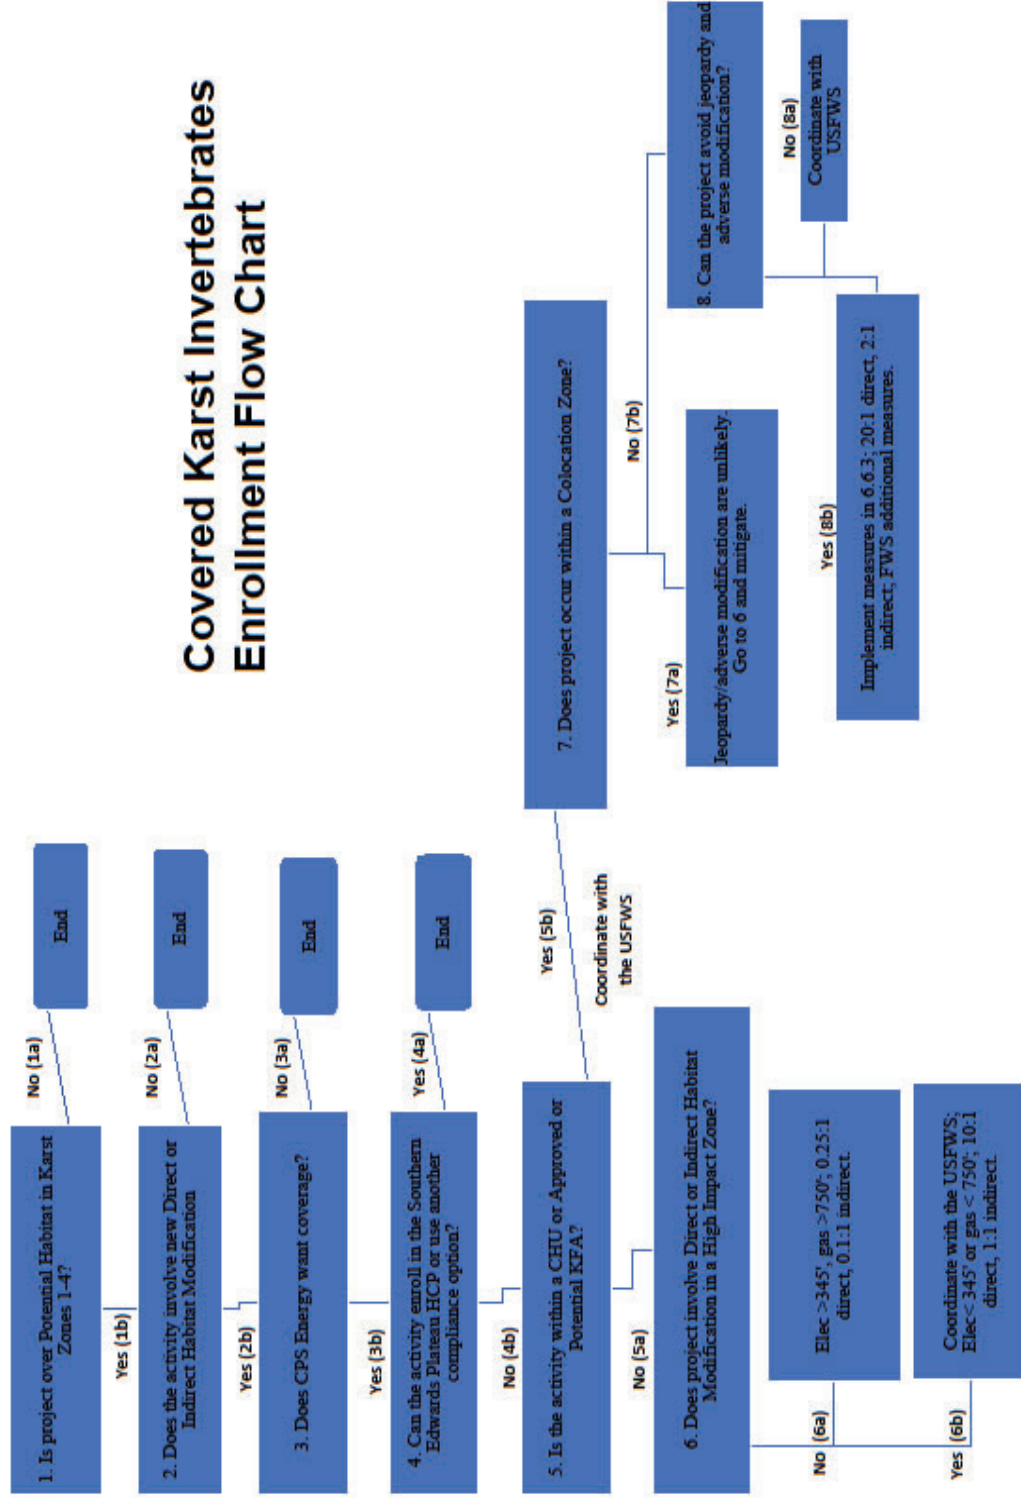 Covered Karst Invertebrates
Enrollment Flow Chart
1. Is project over Potential Habitat in Karst
Zones 1-4?
No (1a)
End
Yes (1b)
2. Does the activity involve new Direct or
Indirect Habitat Modification
No (2a)
End
Yes (2b)
3. Does CPS Energy want coverage?
No (3a)
End
Yes (3b)
4. Can the activity enroll in the Southern
Edwards Plateau HCP or use another
compliance option?
Yes (4a)
End
No (4b)
5. Is the activity within a CHU or Approved or
Potential KFA?
Yes (5b)
Coordinate with
the USFWS
No (5a)
6. Does project involve Direct or Indirect Habitat
Modification in a High Impact Zone?
No (6a)
Elec >345', gas >750'; 0.25:1
direct, 0.1:1 indirect.
Yes (6b)
Coordinate with the USFWS;
Elec< 345' or gas < 750'; 10:1
direct, 1:1 indirect.
7. Does project occur within a Colocation Zone?
Yes (7a)
Jeopardy/adverse modification are unlikely.
Go to 6 and mitigate.
No (7b)
8. Can the project avoid jeopardy and
adverse modification?
No (8a)
Coordinate with
USFWS
Yes (8b)
Implement measures in 6.6.3; 20:1 direct, 2:1
indirect; FWS additional measures.